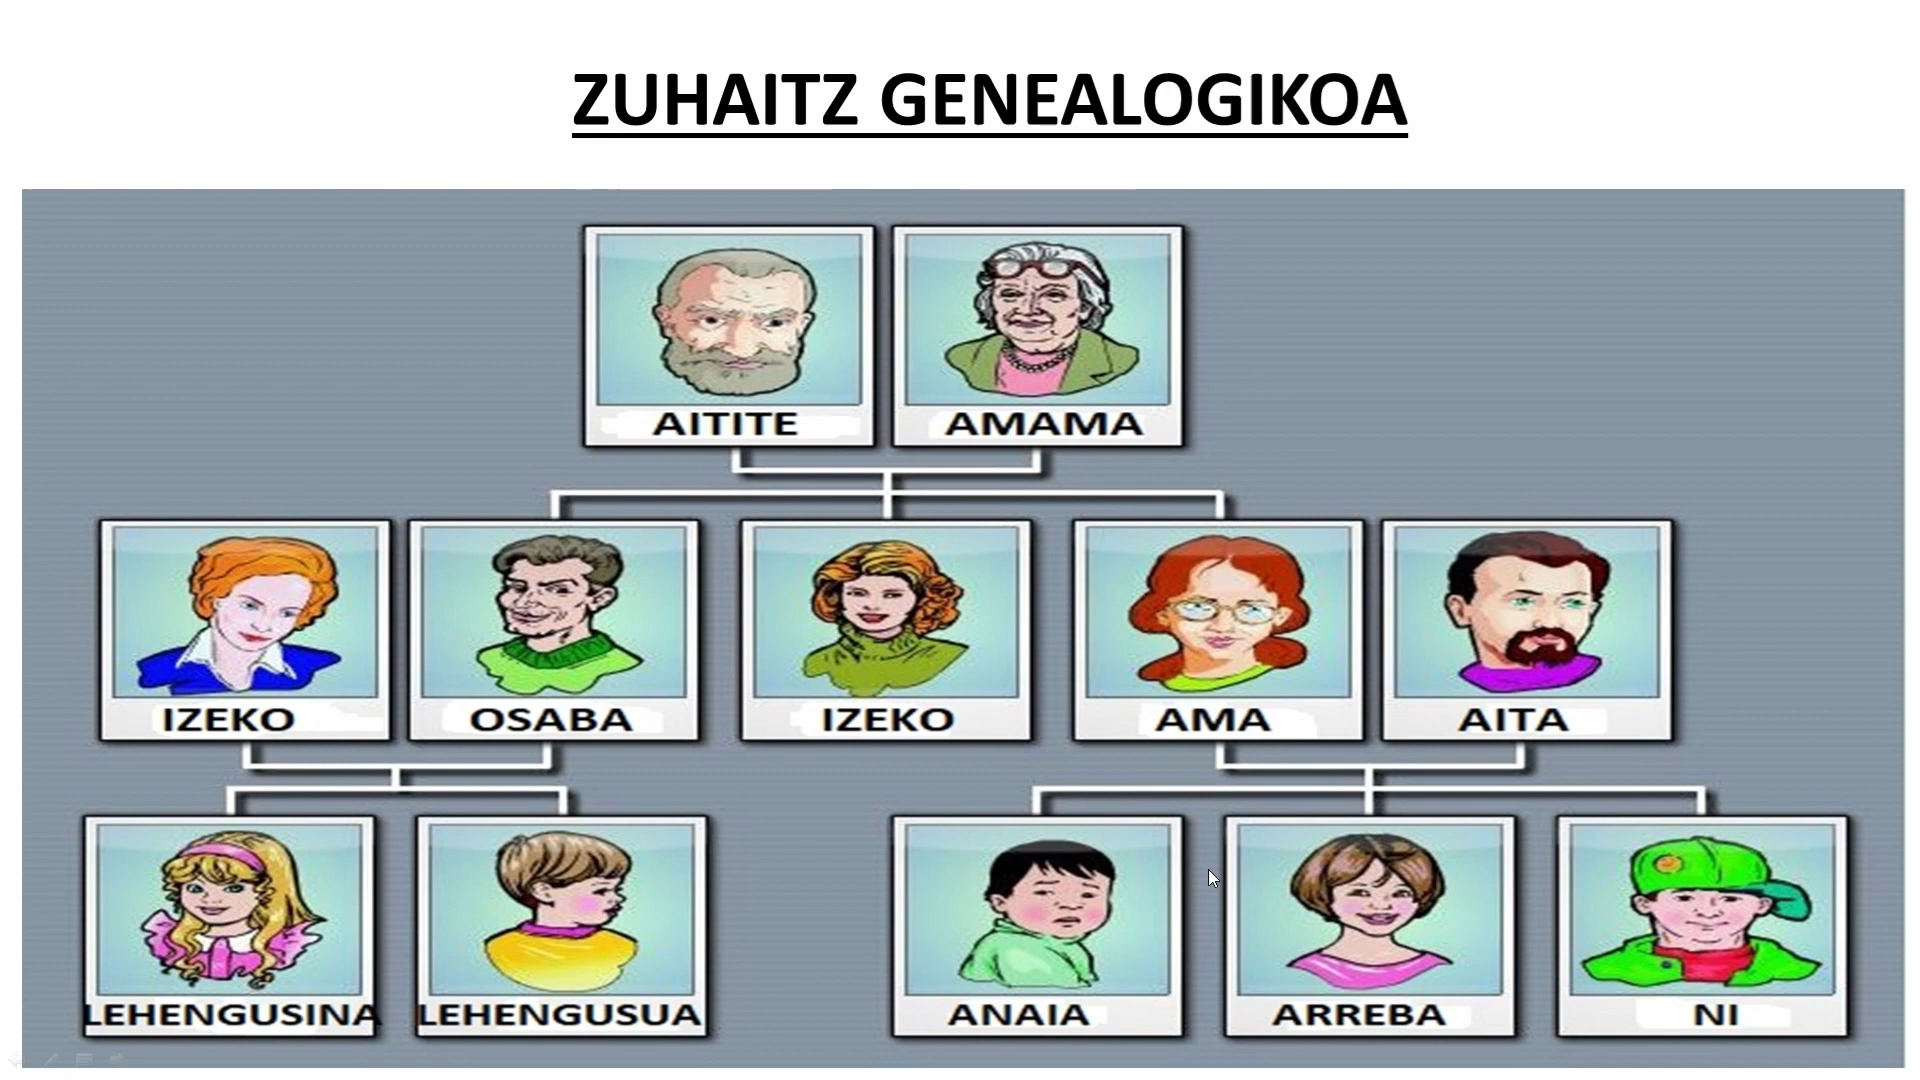 ZUHAITZ GENEALOGIKOA
AITITE
AMAMA
IZEKO
OSABA
IZEKO
AMA
AITA
LEHENGUSINA
LEHENGUSUA
ANAIA
ARREBA
NI